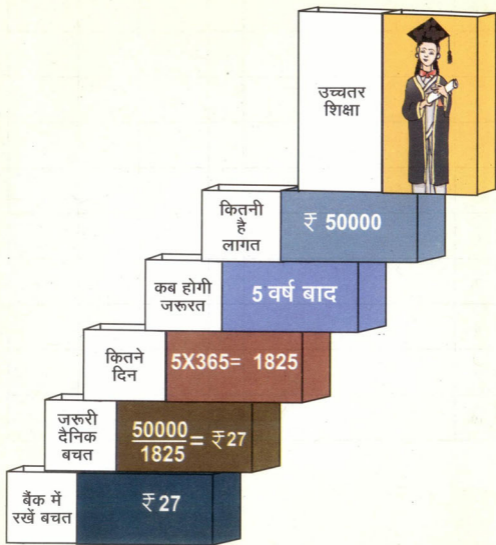 उच्चतर
शिक्षा
कितनी
है
लागत
₹ 50000
कब होगी
जरूरत
5 वर्ष बाद
कितने
दिन
5X365= 1825
जरूरी
दैनिक
बचत
50000
1825
= ₹27
बैंक में
रखें बचत
₹ 27